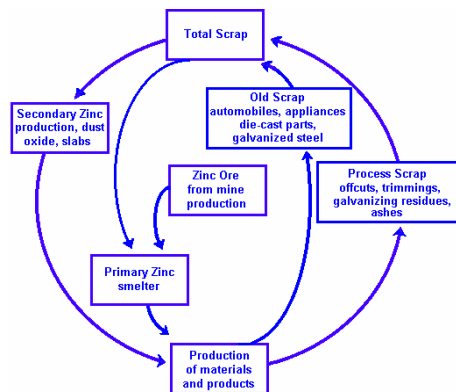 Total Scrap
Old Scrap
automobiles, appliances
die-cast parts,
galvanized steel
Secondary Zinc
production, dust
oxide, slabs
Zinc Ore
from mine
production
Process Scrap
offcuts, trimmings,
galvanizing residues,
ashes
Primary Zinc
smelter
Production
of materials
and products